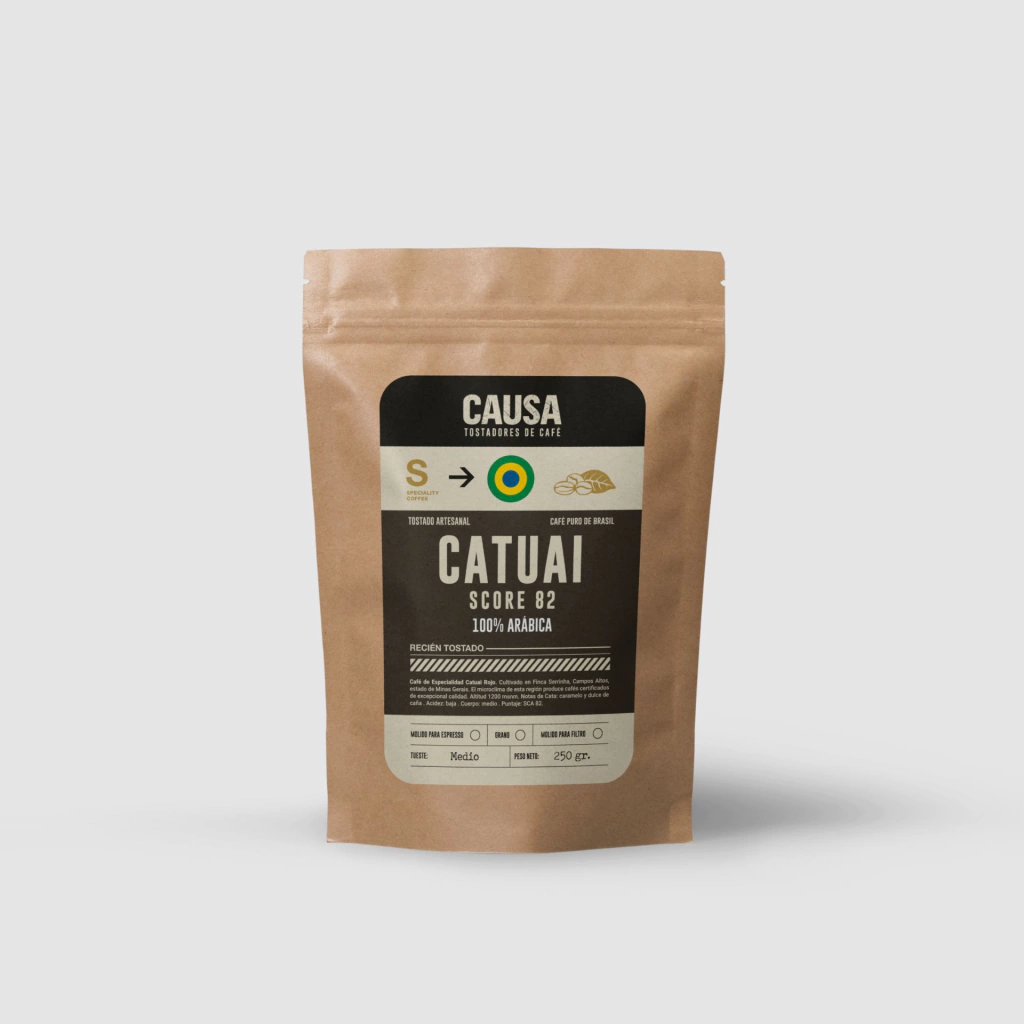 CAUSA
TOSTADORES DE CAFÉ
S
SPECIALITY
COFFEE
TOSTADO ARTESANAL
CAFÉ PURO DE BRASIL
CATUAI
SCORE 82
100% ARÁBICA
RECIÉN TOSTADO
Café de Especialidad Catuai Rojo. Cultivado en Finca Serrinha, Campos Altos,
estado de Minas Gerais. El microclima de esta región produce cafés certificados
de excepcional calidad. Altitud 1200 msnm. Notas de Cata: caramelo y dulce de
caña . Acidez: baja . Cuerpo: medio . Puntaje: SCA 82.
MOLIDO PARA ESPRESSO
GRANO
MOLIDO PARA FILTRO
TUESTE: Medio
PESO NETO: 250 gr.